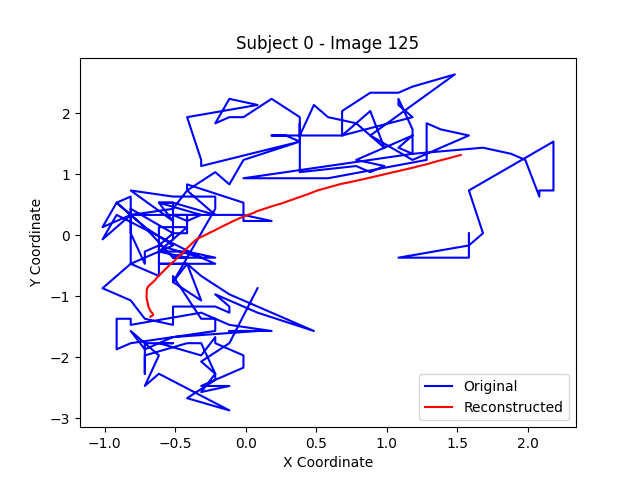 Subject 0 - Image 125
Y Coordinate
2
1
0
−1
−2
−3
−1.0 −0.5 0.0 0.5 1.0 1.5 2.0
X Coordinate
Original
Reconstructed